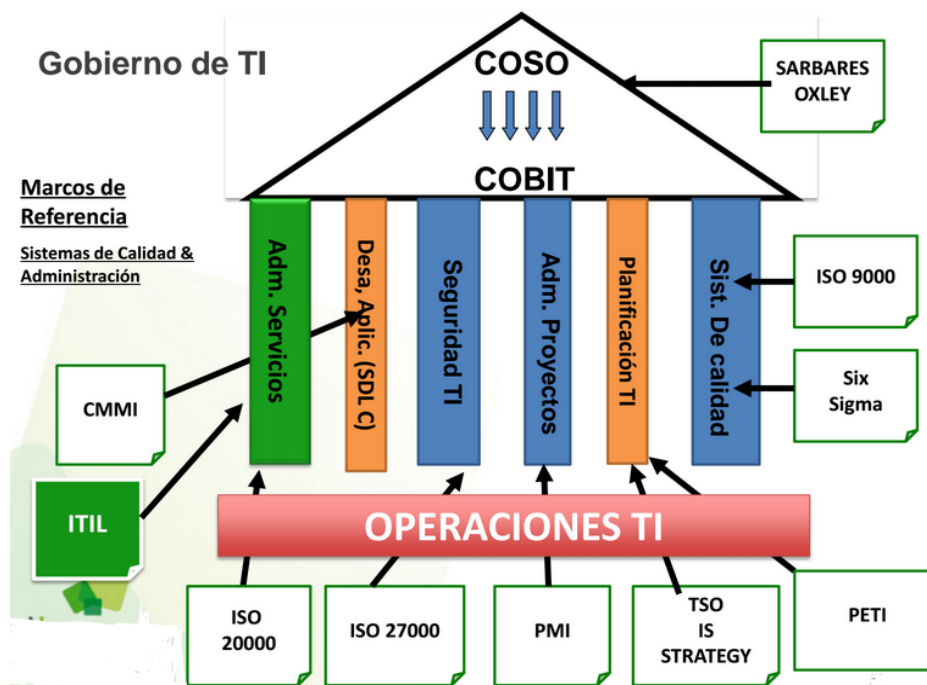 Gobierno de TI
COSO
SARBARES
OXLEY
COBIT
Marcos de
Referencia
Sistemas de Calidad &
Administración
Adm. Servicios
Desa, Aplic. (SDL C)
Seguridad TI
Adm. Proyectos
Planificación TI
Sist. De calidad
ISO 9000
Six
Sigma
CMMI
ITIL
OPERACIONES TI
ISO
20000
ISO 27000
PMI
TSO
IS
STRATEGY
PETI